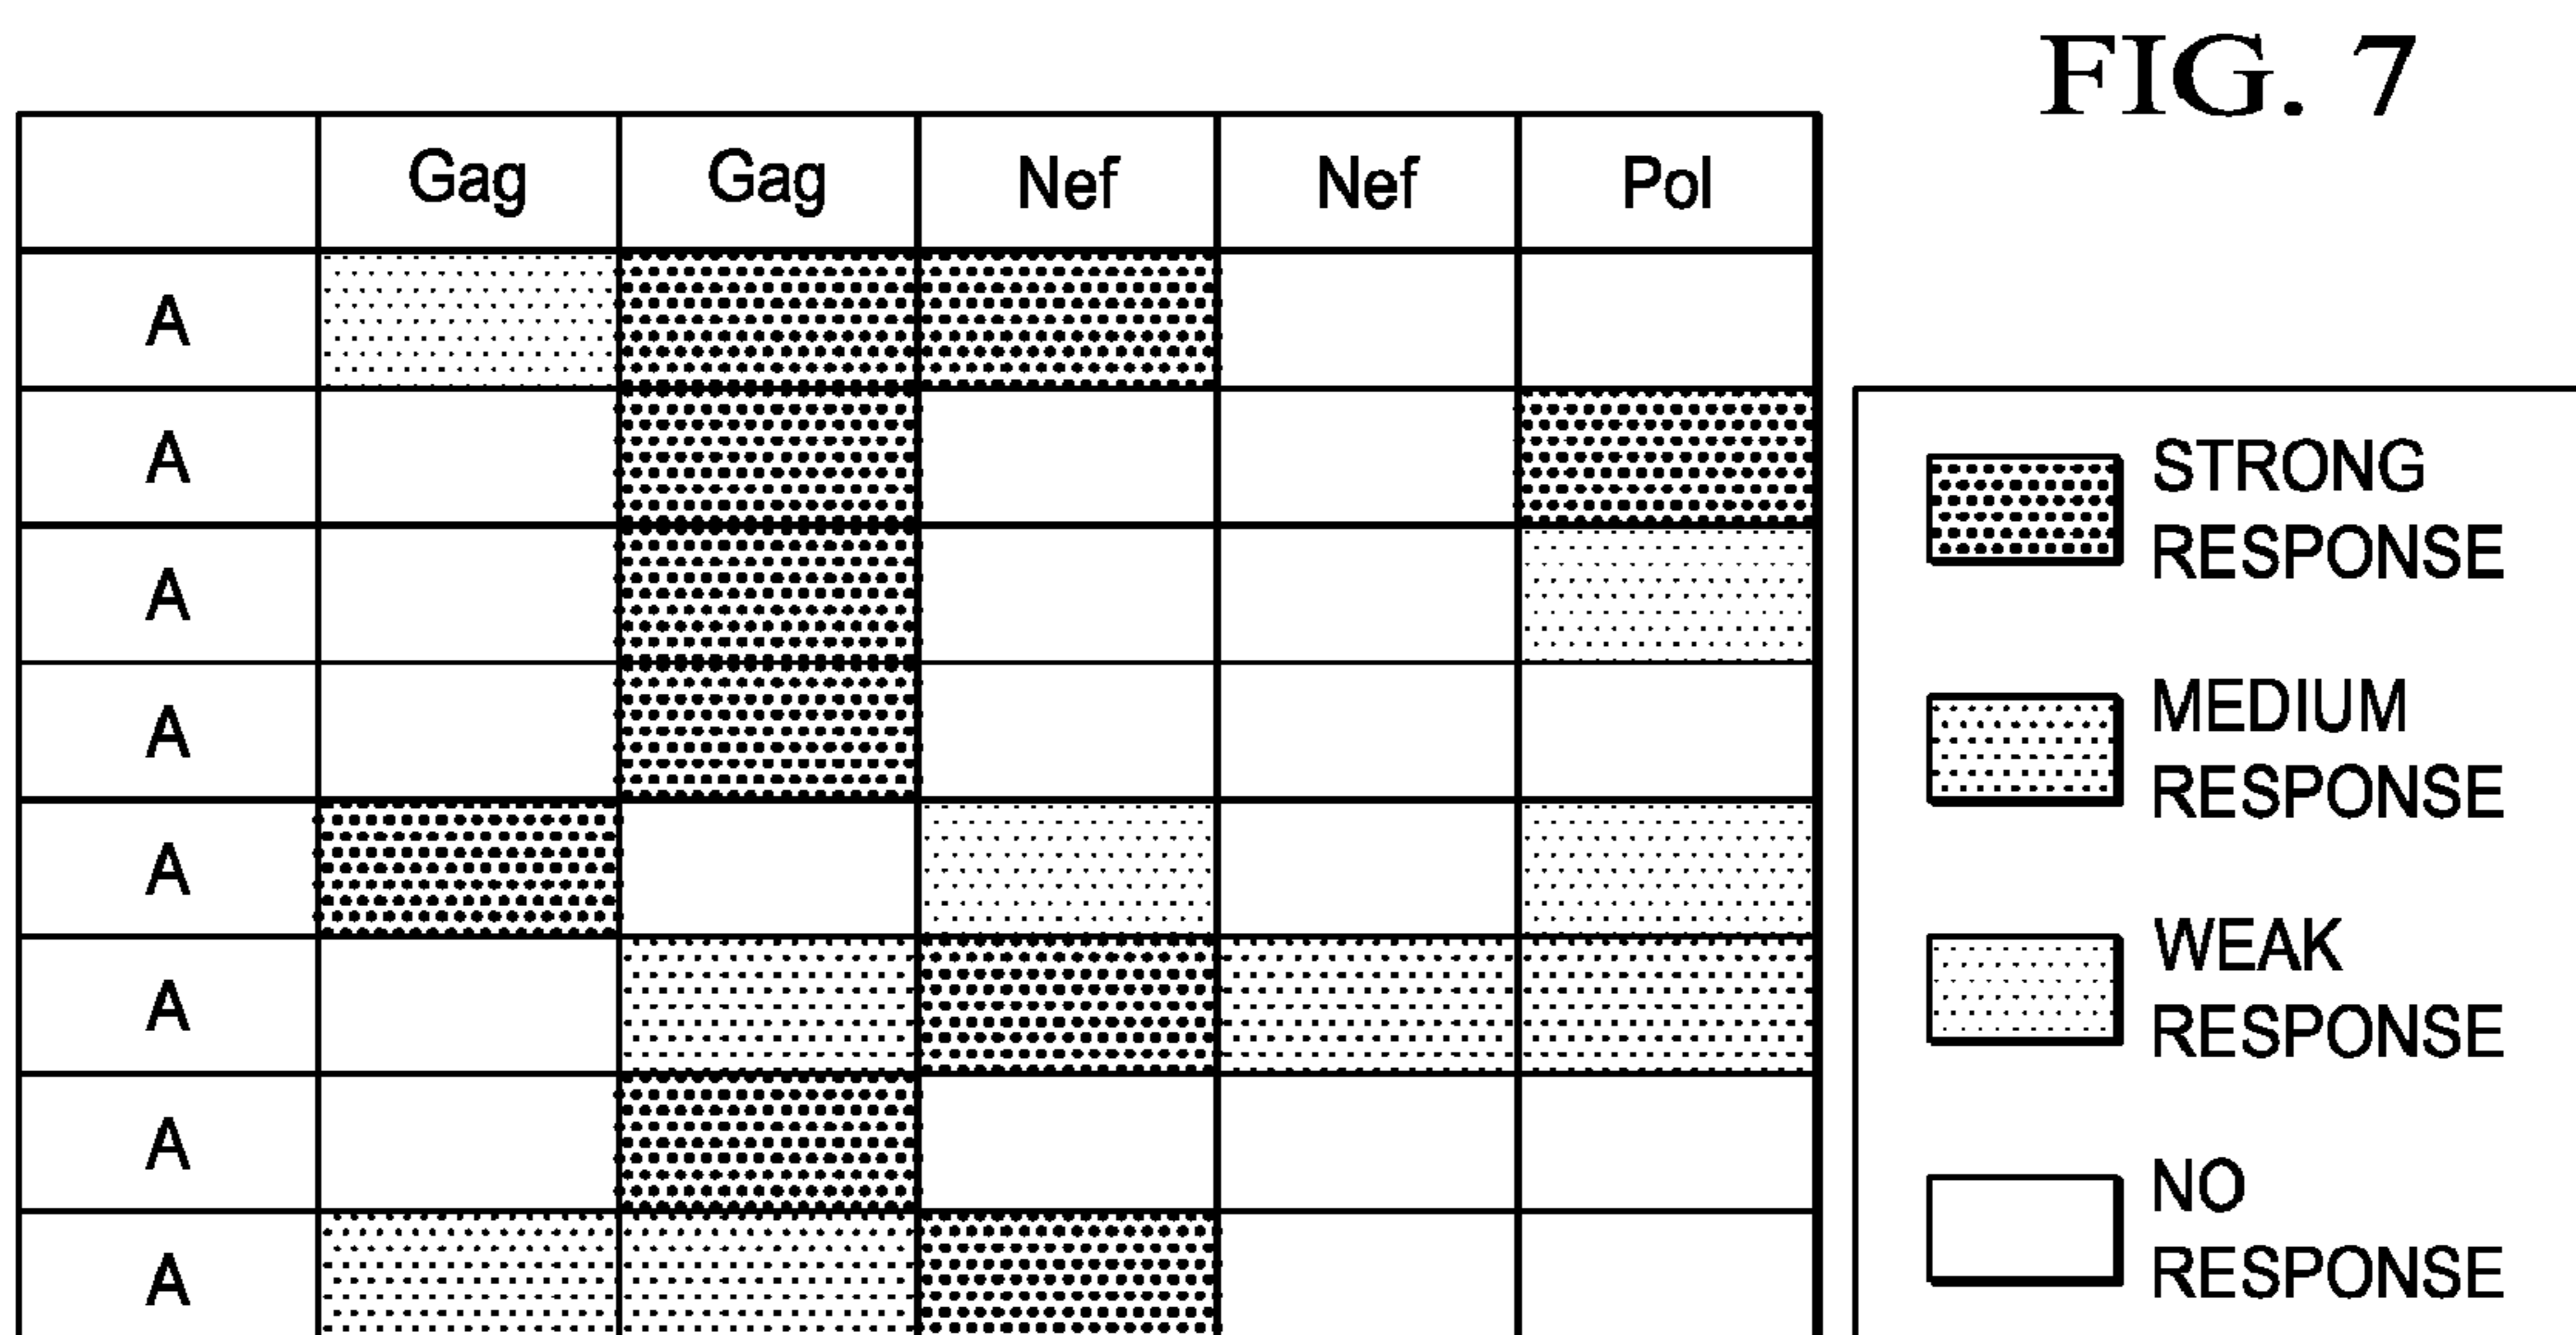 FIG. 7
Gag Gag Nef Nef Pol
A
A
A
A
A
A
A
A
STRONG
RESPONSE
MEDIUM
RESPONSE
WEAK
RESPONSE
NO
RESPONSE